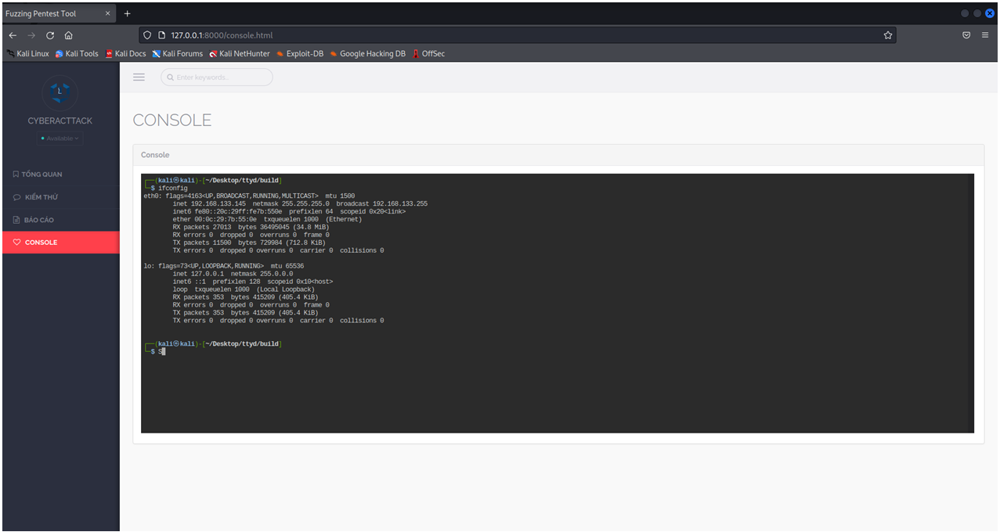 Fuzzing Pentest Tool
127.0.0.1:8000/console.html
Kali Linux Kali Tools Kali Docs Kali Forums Kali NetHunter Exploit-DB Google Hacking DB OffSec
L
CYBERACTTACK
Available
TỔNG QUAN
KIỂM THỬ
BÁO CÁO
CONSOLE
Enter keywords...
CONSOLE
Console
┌──(kali㉿kali)-[~/Desktop/ttyd/build]
└─$ ifconfig
eth0: flags=4163<UP,BROADCAST,RUNNING,MULTICAST>  mtu 1500
        inet 192.168.133.145  netmask 255.255.255.0  broadcast 192.168.133.255
        inet6 fe80::20c:29ff:fe7b:550e  prefixlen 64  scopeid 0x20<link>
        ether 00:0c:29:7b:55:0e  txqueuelen 1000  (Ethernet)
        RX packets 27013  bytes 36495045 (34.8 MiB)
        RX errors 0  dropped 0  overruns 0  frame 0
        TX packets 11500  bytes 729984 (712.8 KiB)
        TX errors 0  dropped 0 overruns 0  carrier 0  collisions 0
lo: flags=73<UP,LOOPBACK,RUNNING>  mtu 65536
        inet 127.0.0.1  netmask 255.0.0.0
        inet6 ::1  prefixlen 128  scopeid 0x10<host>
        loop  txqueuelen 1000  (Local Loopback)
        RX packets 353  bytes 415209 (405.4 KiB)
        RX errors 0  dropped 0  overruns 0  frame 0
        TX packets 353  bytes 415209 (405.4 KiB)
        TX errors 0  dropped 0 overruns 0  carrier 0  collisions 0
┌──(kali㉿kali)-[~/Desktop/ttyd/build]
└─$ S